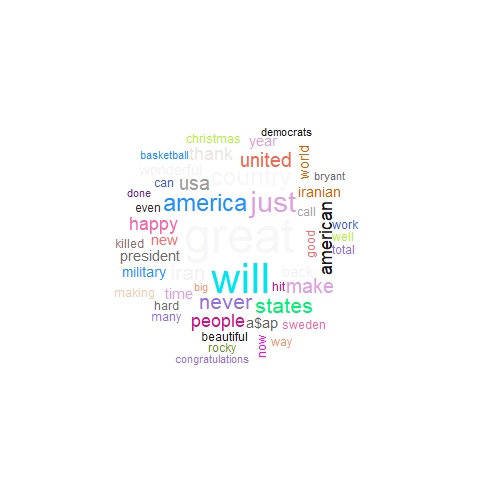 democrats
christmas
year
thank
united
world
basketball
wonderful
country
can
usa
bryant
iranian
done
america
just
call
even
happy
great
american
work
well
good
total
new
killed
president
military
iran
will
back
making
time
big
hit
make
never
states
hard
many
people
a$ap
sweden
beautiful
rocky
now
way
congratulations